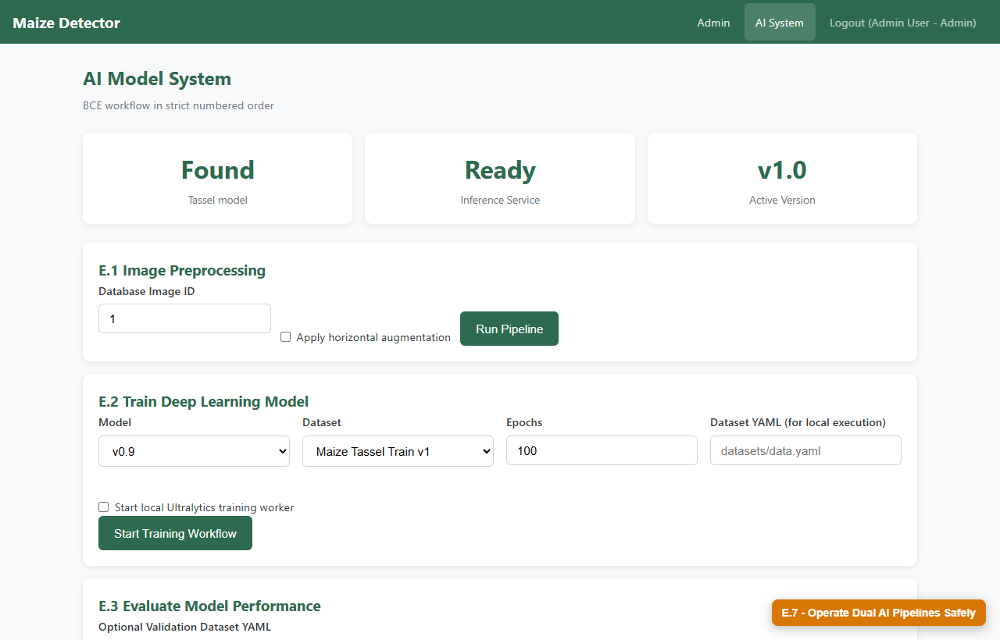 Maize Detector
Admin
AI System
Logout (Admin User - Admin)
AI Model System
BCE workflow in strict numbered order
Found
Tassel model
Ready
Inference Service
v1.0
Active Version
E.1 Image Preprocessing
Database Image ID
1
Apply horizontal augmentation
Run Pipeline
E.2 Train Deep Learning Model
Model
v0.9
Dataset
Maize Tassel Train v1
Epochs
100
Dataset YAML (for local execution)
datasets/data.yaml
Start local Ultralytics training worker
Start Training Workflow
E.3 Evaluate Model Performance
Optional Validation Dataset YAML
E.7 - Operate Dual AI Pipelines Safely